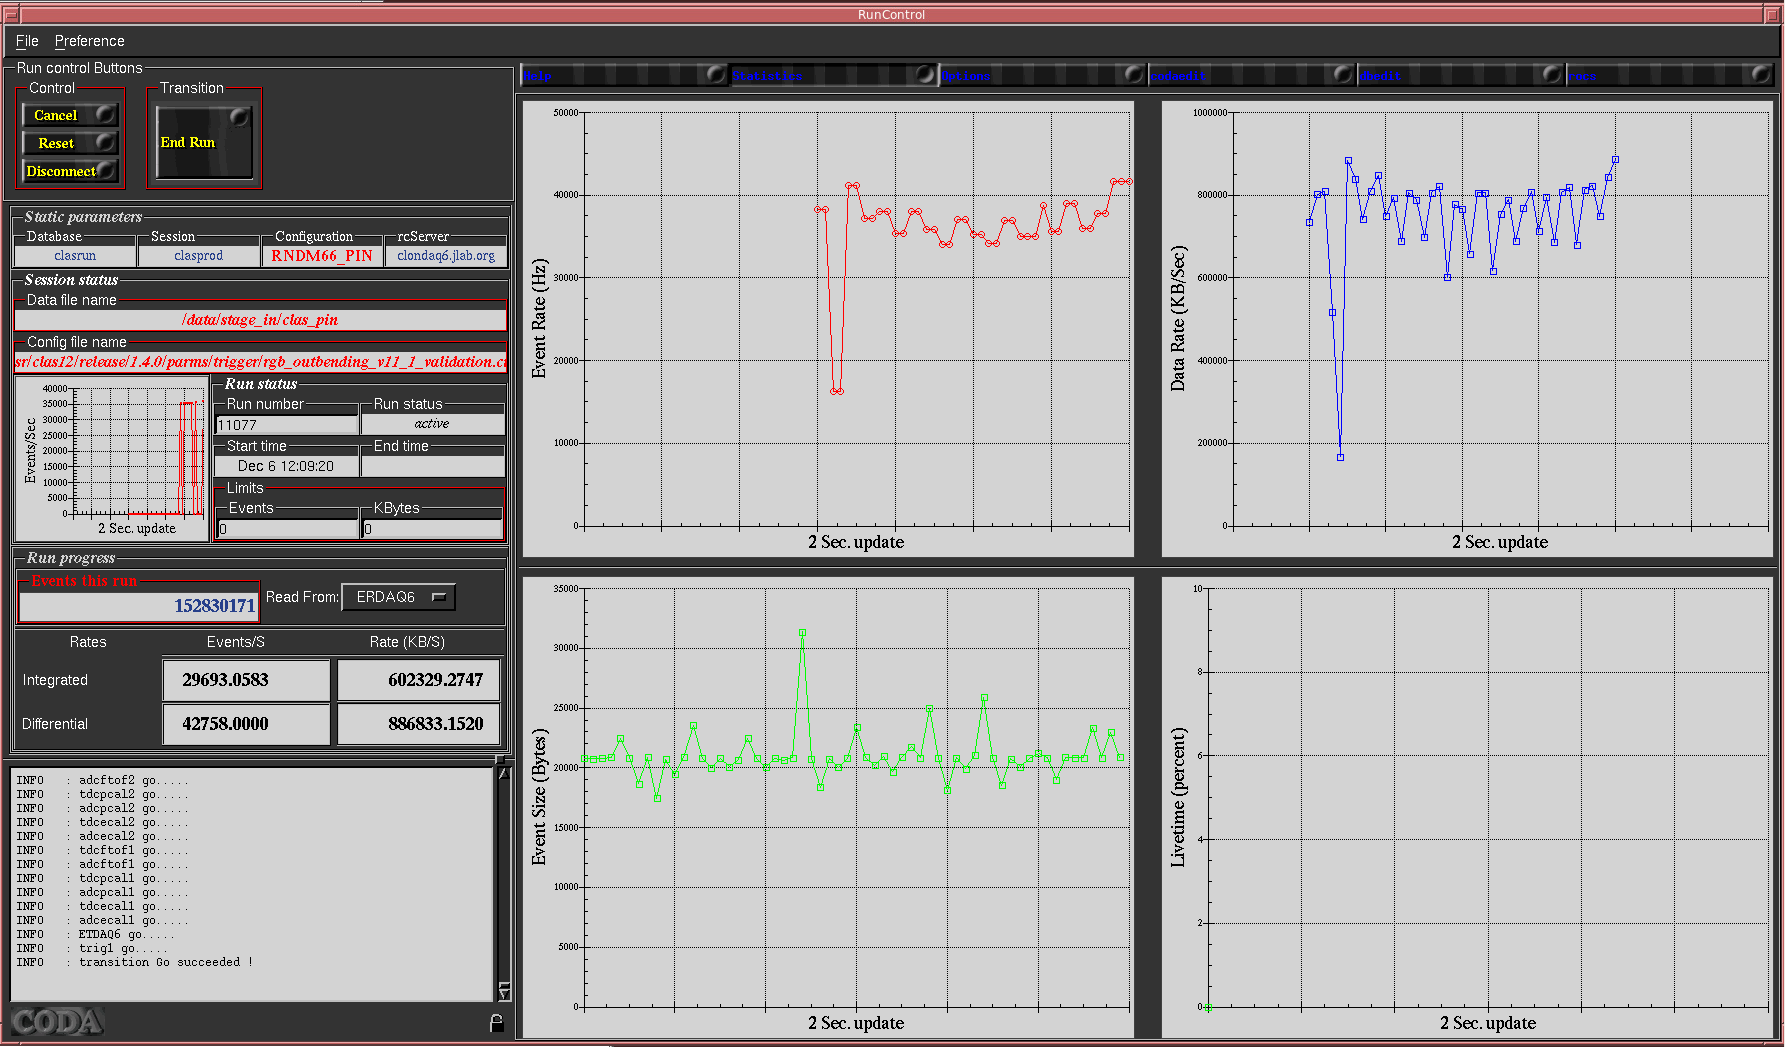 RunControl
File Preference
Run control Buttons
Control
Transition
Cancel
Reset
Disconnect
End Run
Help
Statistics
Options
Static parameters
Database
Session
Configuration
rcServer
clasrun
clasprod
RNDM66_PIN
clondaq6.jlab.org
Session status
Data file name
/data/stage_in/clas_pin
Config file name
sr/clas12/release/1.4.0/parms/trigger/rgb_outbending_v11_1_validation.c
40000
35000
30000
25000
20000
15000
10000
5000
0
Events/Sec
2 Sec. update
Run status
Run number
Run status
11077
active
Start time
End time
Dec 6 12:09:20
Limits
Events
KBytes
0
0
Run progress
Events this run
152830171
Read From:
ERDAQ6
Rates
Events/S
Rate (KB/S)
Integrated
29693.0583
602329.2747
Differential
42758.0000
886833.1520
INFO : adcftof2 go.....
INFO : tdcpcal2 go.....
INFO : adcpcal2 go.....
INFO : tdcecal2 go.....
INFO : adcecal2 go.....
INFO : tdcftof1 go.....
INFO : adcftof1 go.....
INFO : tdcpcal1 go.....
INFO : adcpcal1 go.....
INFO : tdcecal1 go.....
INFO : adcecal1 go.....
INFO : ETDAQ6 go.....
INFO : trig1 go.....
INFO : transition Go succeeded !
CODA
50000
40000
30000
20000
10000
0
Event Rate (Hz)
2 Sec. update
1000000
800000
600000
400000
200000
0
Data Rate (KB/Sec)
2 Sec. update
35000
30000
25000
20000
15000
10000
5000
0
Event Size (Bytes)
2 Sec. update
10
8
6
4
2
0
Livetime (percent)
2 Sec. update